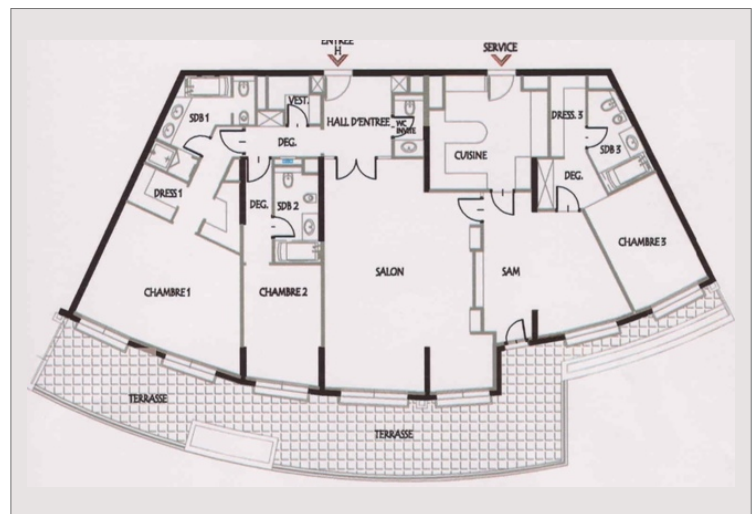 ENTREE
H
SERVICE
SDB 1
VEST.
HALL D'ENTREE
WC
INVITE
DRESS. 3
SDB 3
DEG.
CUISINE
DRESS 1
DEG.
SDB 2
DEG.
CHAMBRE 3
SALON
SAM
CHAMBRE 1
CHAMBRE 2
TERRASSE
TERRASSE